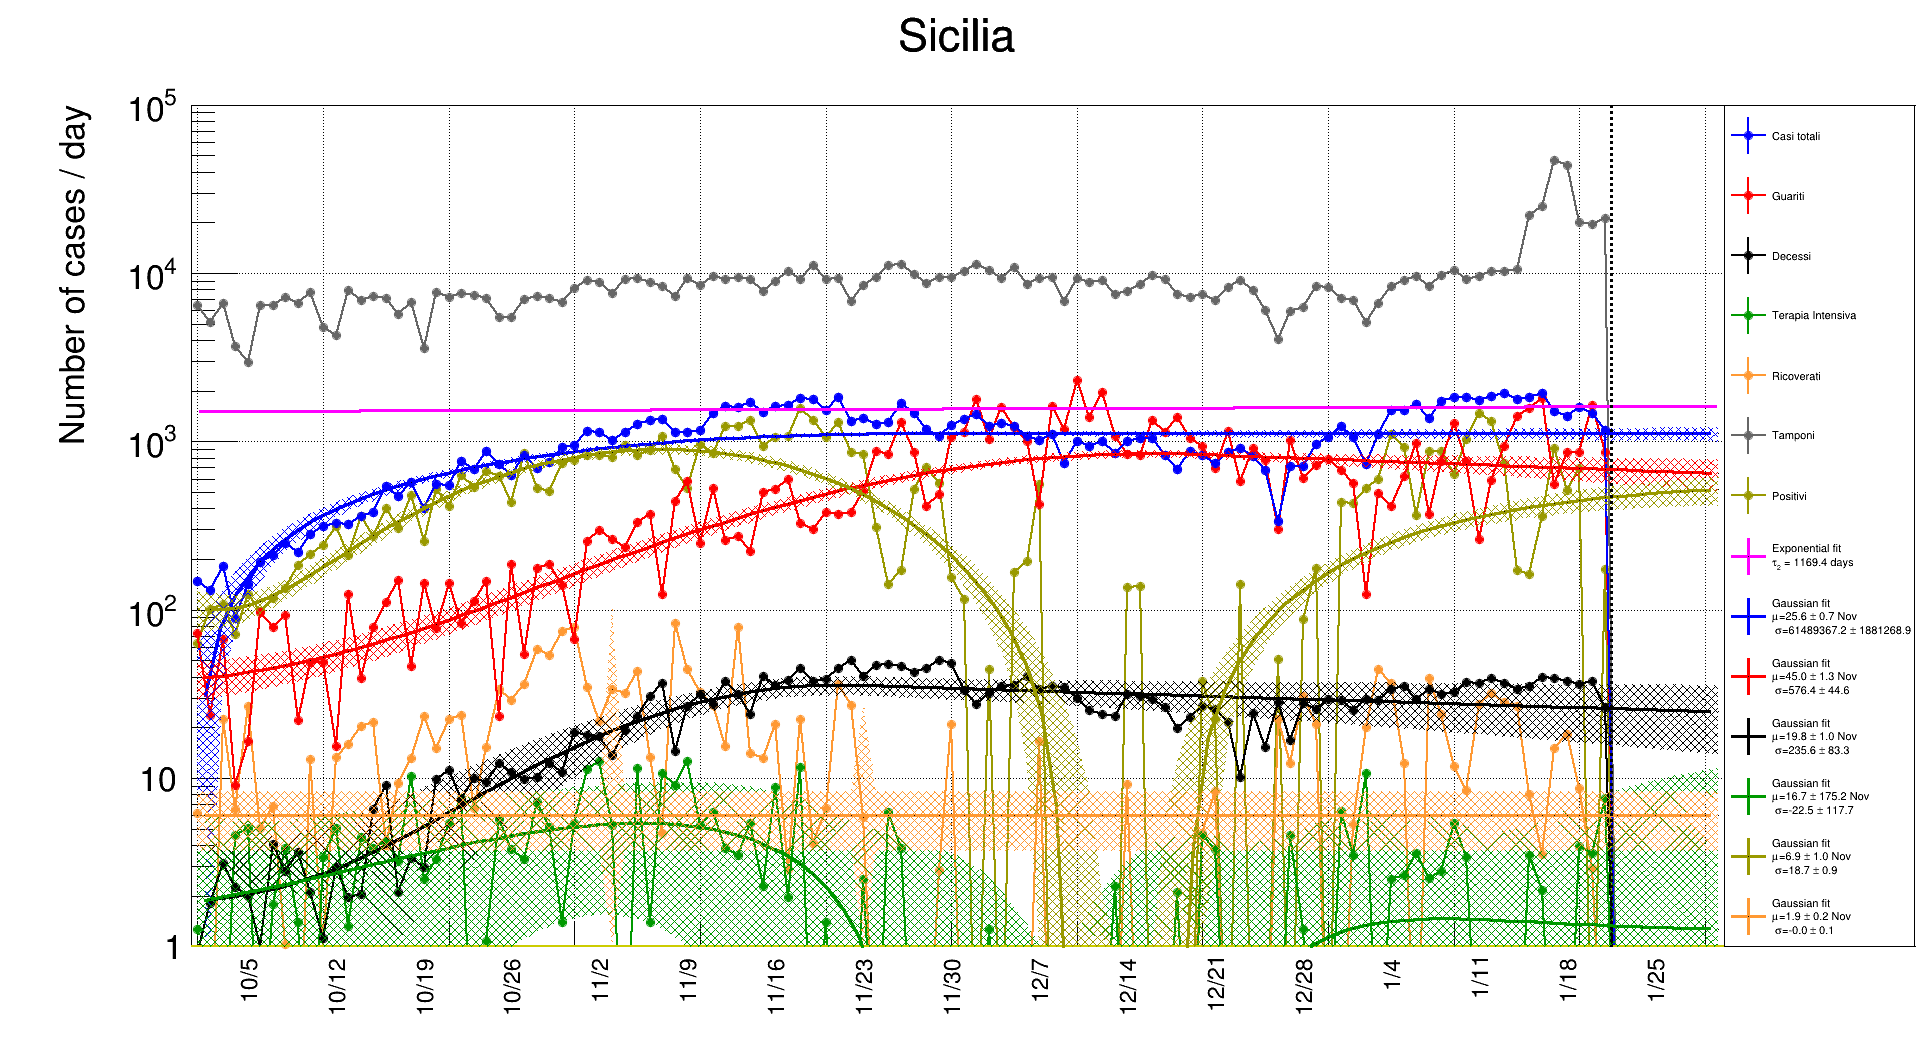 Sicilia
Number of cases / day
10^5
10^4
10^3
10^2
10
1
10/5
10/12
10/19
10/26
11/2
11/9
11/16
11/23
11/30
12/7
12/14
12/21
12/28
1/4
1/11
1/18
1/25
Casi totali
Guariti
Decessi
Terapia Intensiva
Ricoverati
Tamponi
Positivi
Exponential fit
τ₂ = 1169.4 days
Gaussian fit
μ=25.6 ± 0.7 Nov
σ=61489367.2 ± 1881268.9
Gaussian fit
μ=45.0 ± 1.3 Nov
σ=576.4 ± 44.6
Gaussian fit
μ=19.8 ± 1.0 Nov
σ=235.6 ± 83.3
Gaussian fit
μ=16.7 ± 175.2 Nov
σ=-22.5 ± 117.7
Gaussian fit
μ=6.9 ± 1.0 Nov
σ=18.7 ± 0.9
Gaussian fit
μ=1.9 ± 0.2 Nov
σ=-0.0 ± 0.1